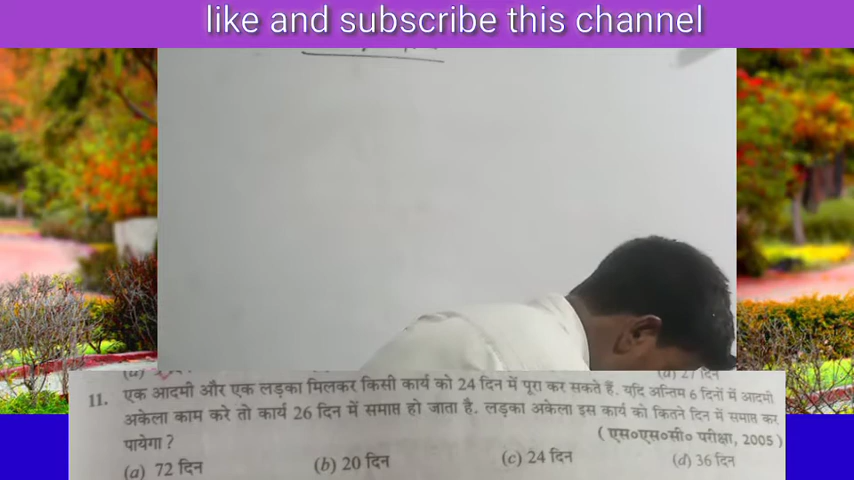 like and subscribe this channel
(d) 27 दिन
11. एक आदमी और एक लड़का मिलकर किसी कार्य को 24 दिन में पूरा कर सकते हैं. यदि अन्तिम 6 दिनों में आदमी
अकेला काम करे तो कार्य 26 दिन में समाप्त हो जाता है. लड़का अकेला इस कार्य को कितने दिन में समाप्त कर
पायेगा ?
( एस०एस०सी० परीक्षा, 2005 )
(a) 72 दिन (b) 20 दिन (c) 24 दिन (d) 36 दिन